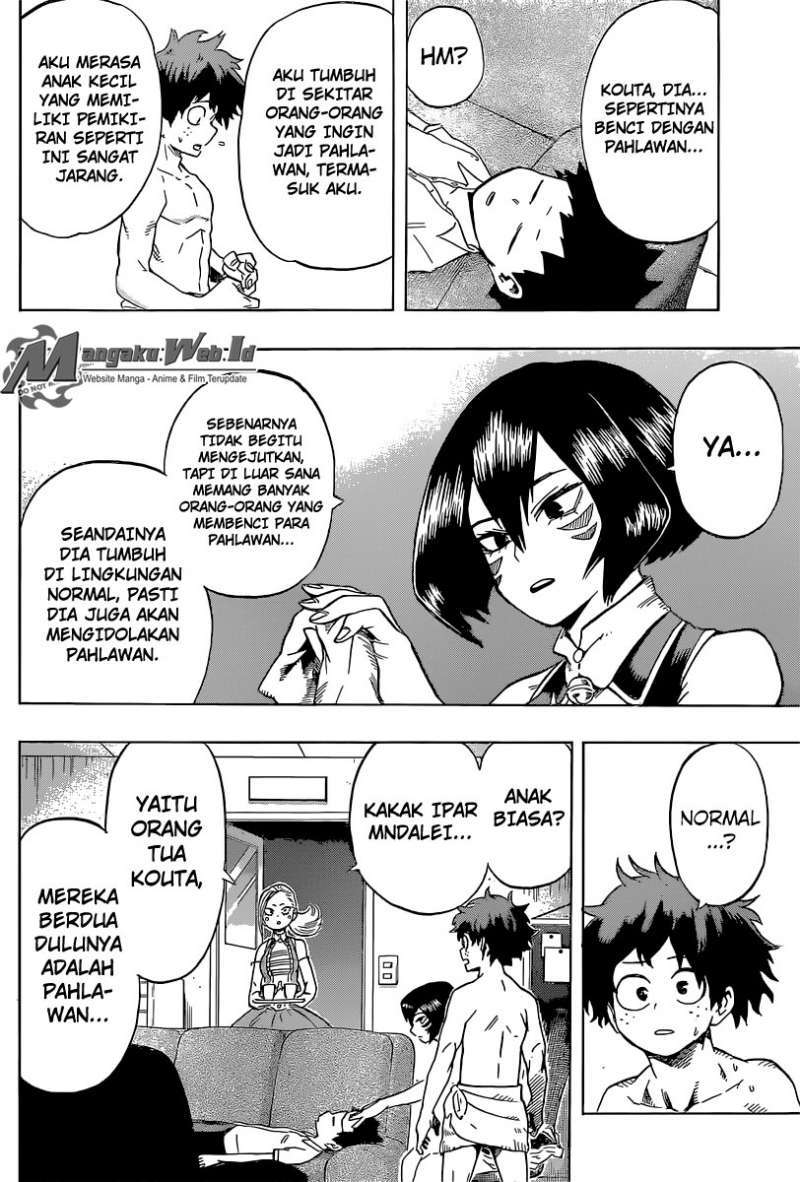 KOUTA, DIA...
SEPERTINYA
BENCI DENGAN
PAHLAWAN...
HM?
AKU TUMBUH
DI SEKITAR
ORANG-ORANG
YANG INGIN
JADI PAHLA-
WAN, TERMA-
SUK AKU.
AKU MERASA
ANAK KECIL
YANG MEMI-
LIKI PEMIKI-
RAN SEPERTI
INI SANGAT
JARANG.
Mangaku.Web.Id
Website Manga - Anime & Film Terupdate
YA...
SEBENARNYA
TIDAK BEGITU
MENGEJUTKAN,
TAPI DI LUAR SANA
MEMANG BANYAK
ORANG-ORANG YANG
MEMBENCI PARA
PAHLAWAN...
SEANDAINYA
DIA TUMBUH
DI LINGKUNGAN
NORMAL, PASTI
DIA JUGA AKAN
MENGIDOLAKAN
PAHLAWAN.
NORMAL
...?
ANAK
BIASA?
KAKAK IPAR
MNDALEI...
YAITU
ORANG
TUA
KOUTA,
MEREKA
BERDUA
DULUNYA
ADALAH
PAHLA-
WAN...